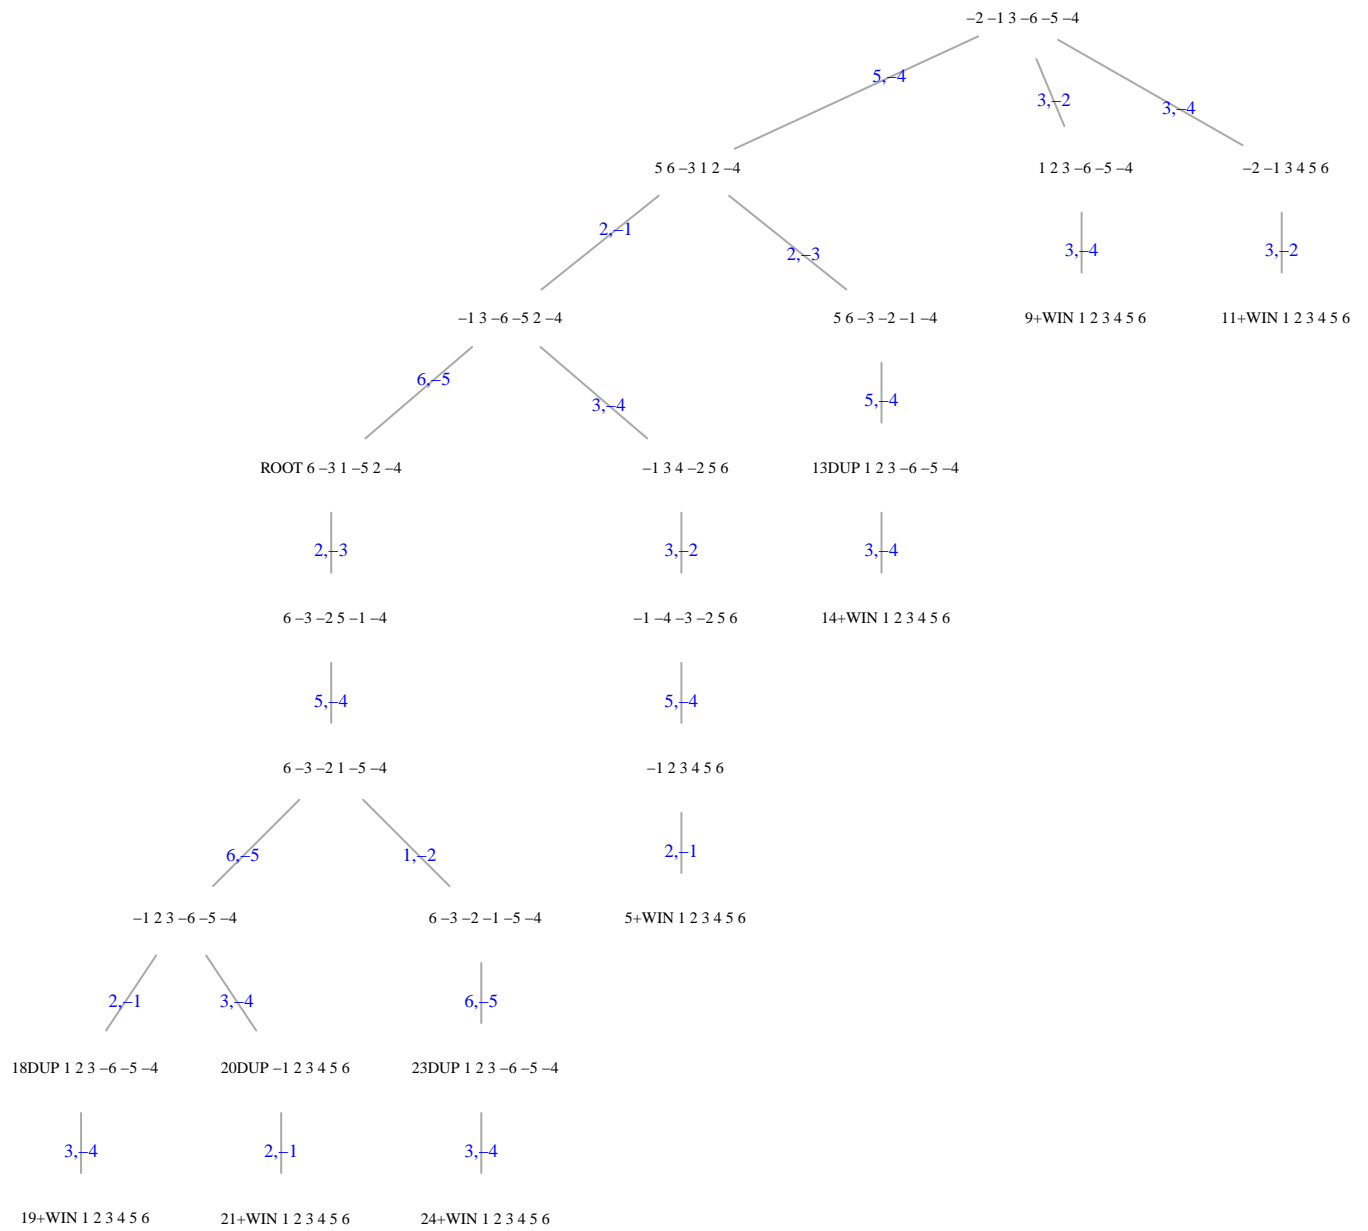 −2 −1 3 −6 −5 −4
5,−4
3,−2
3,−4
5 6 −3 1 2 −4
1 2 3 −6 −5 −4
−2 −1 3 4 5 6
2,−1
2,−3
3,−4
3,−2
−1 3 −6 −5 2 −4
5 6 −3 −2 −1 −4
9+WIN 1 2 3 4 5 6
11+WIN 1 2 3 4 5 6
6,−5
3,−4
5,−4
ROOT 6 −3 1 −5 2 −4
−1 3 4 −2 5 6
13DUP 1 2 3 −6 −5 −4
2,−3
3,−2
3,−4
6 −3 −2 5 −1 −4
−1 −4 −3 −2 5 6
14+WIN 1 2 3 4 5 6
5,−4
5,−4
6 −3 −2 1 −5 −4
−1 2 3 4 5 6
6,−5
1,−2
2,−1
−1 2 3 −6 −5 −4
6 −3 −2 −1 −5 −4
5+WIN 1 2 3 4 5 6
2,−1
3,−4
6,−5
18DUP 1 2 3 −6 −5 −4
20DUP −1 2 3 4 5 6
23DUP 1 2 3 −6 −5 −4
3,−4
2,−1
3,−4
19+WIN 1 2 3 4 5 6
21+WIN 1 2 3 4 5 6
24+WIN 1 2 3 4 5 6